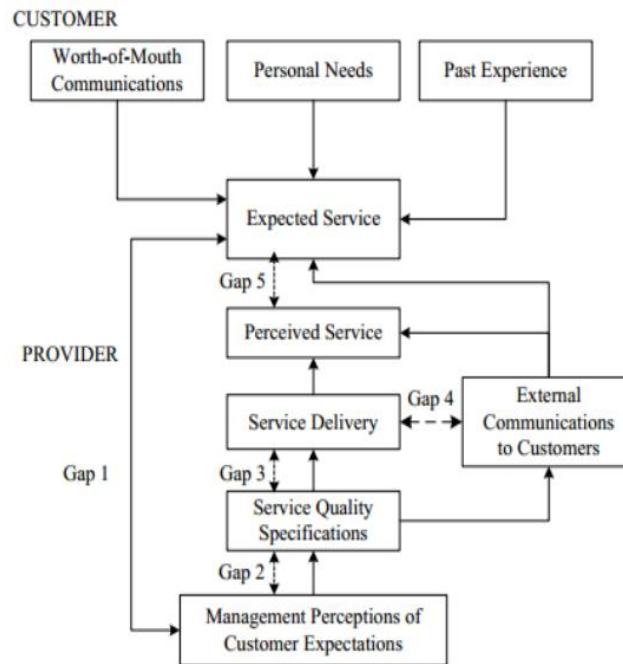 CUSTOMER
Worth-of-Mouth
Communications
Personal Needs
Past Experience
Expected Service
Gap 5
Perceived Service
PROVIDER
Gap 4
External
Communications
to Customers
Service Delivery
Gap 1
Gap 3
Service Quality
Specifications
Gap 2
Management Perceptions of
Customer Expectations